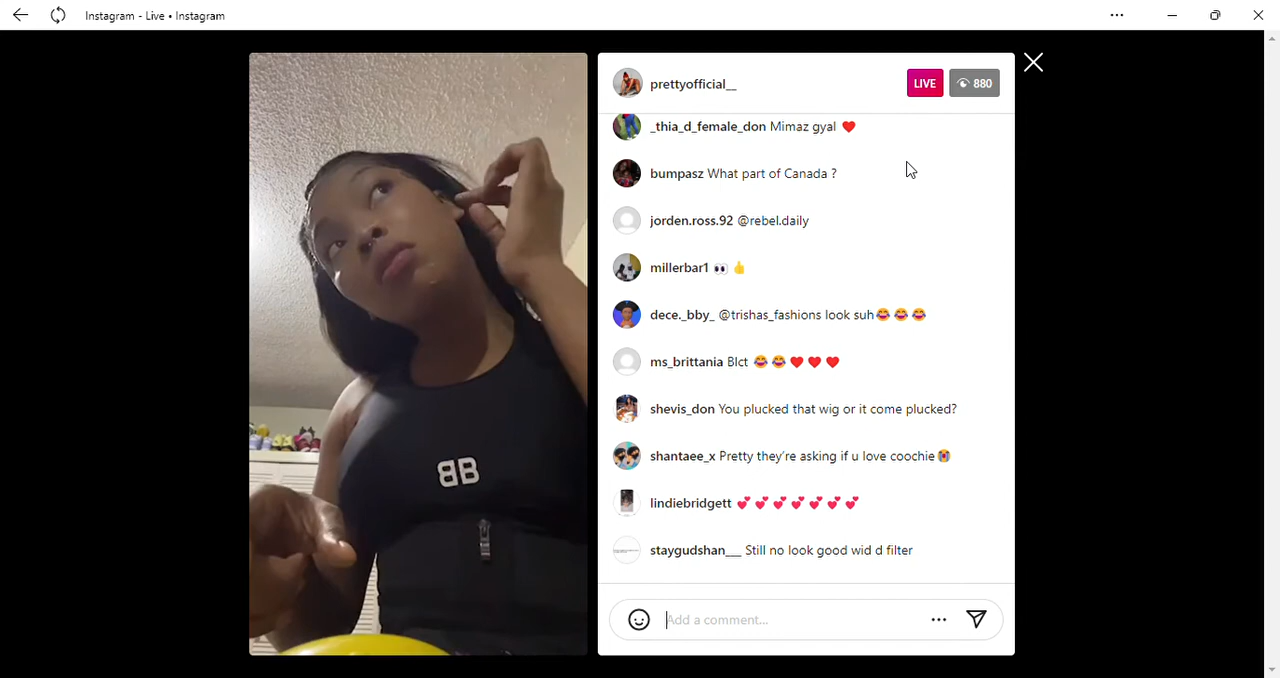 Instagram - Live • Instagram
prettyofficial__
LIVE
880
_thia_d_female_don Mimaz gyal ❤️
bumpasz What part of Canada ?
jorden.ross.92 @rebel.daily
millerbar1 👀 👍
dece._bby_ @trishas_fashions look suh😂 😂 😂
ms_brittania Blct 😂 😂 ❤️ ❤️ ❤️
shevis_don You plucked that wig or it come plucked?
shantaee_x Pretty they're asking if u love coochie 😭
lindiebridgett 💕 💕 💕 💕 💕 💕 💕
staygudshan___ Still no look good wid d filter
Add a comment...
BB